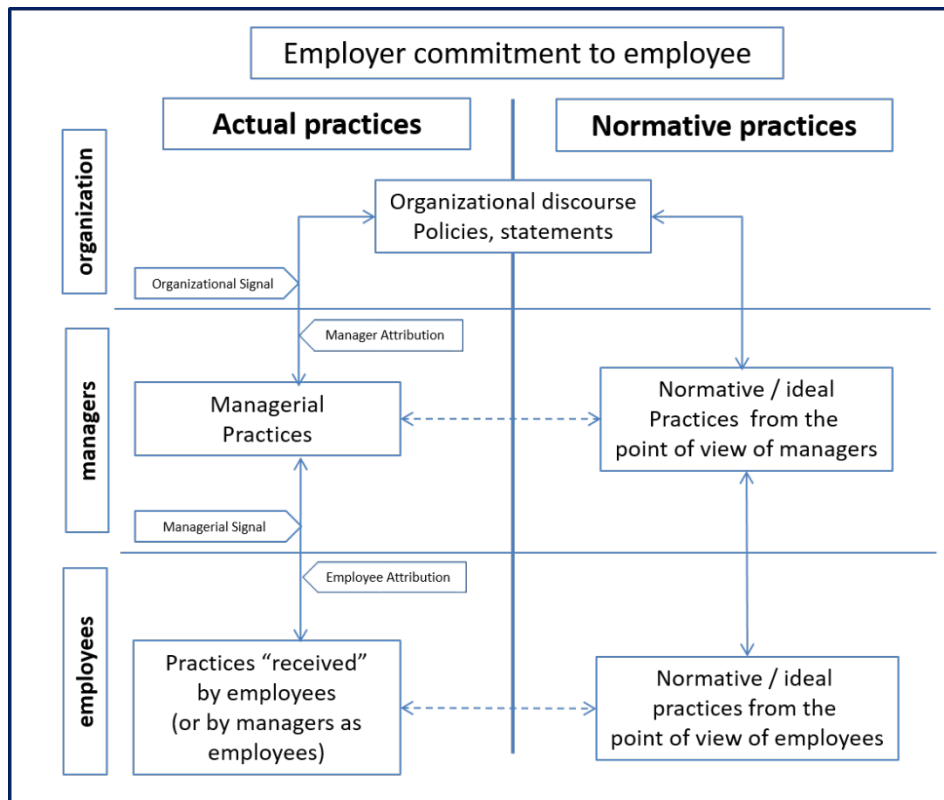 Employer commitment to employee
Actual practices
Normative practices
organization
Organizational discourse
Policies, statements
Organizational Signal
Manager Attribution
managers
Managerial
Practices
Normative / ideal
Practices from the
point of view of managers
Managerial Signal
Employee Attribution
employees
Practices “received”
by employees
(or by managers as
employees)
Normative / ideal
practices from the
point of view of employees